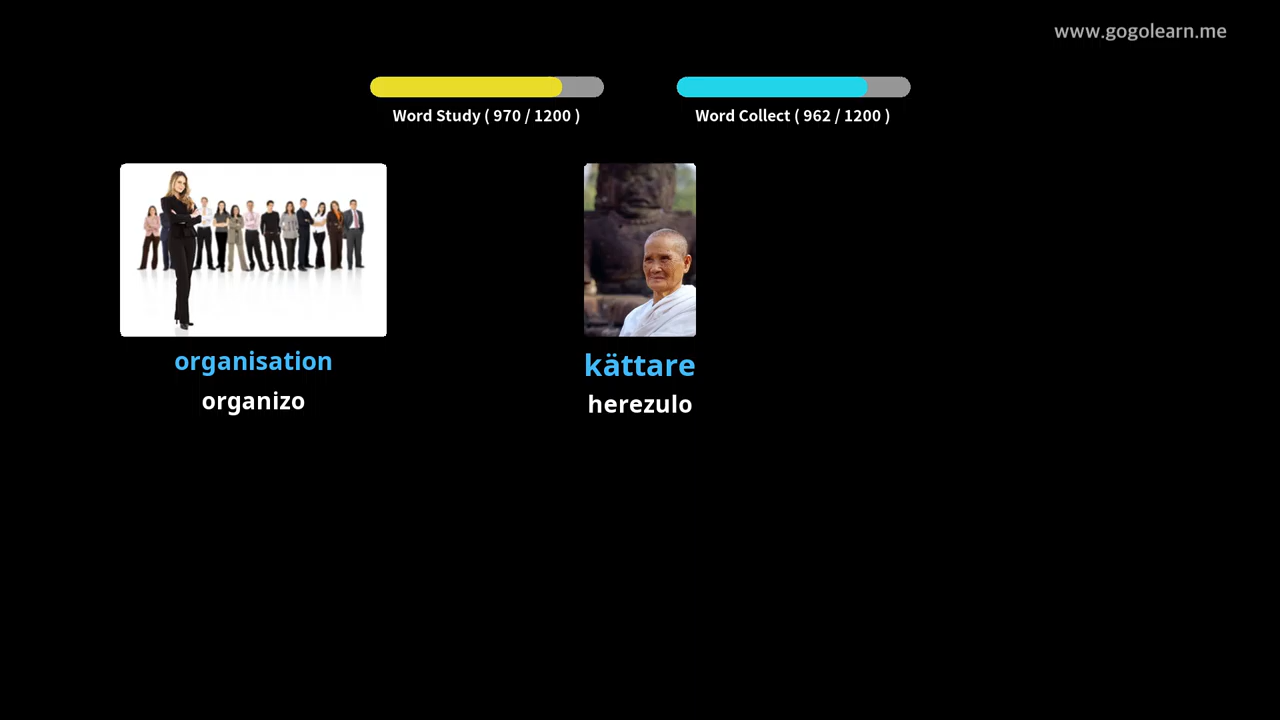 www.gogolearn.me
Word Study ( 970 / 1200 )
Word Collect ( 962 / 1200 )
organisation
organizo
kättare
herezulo